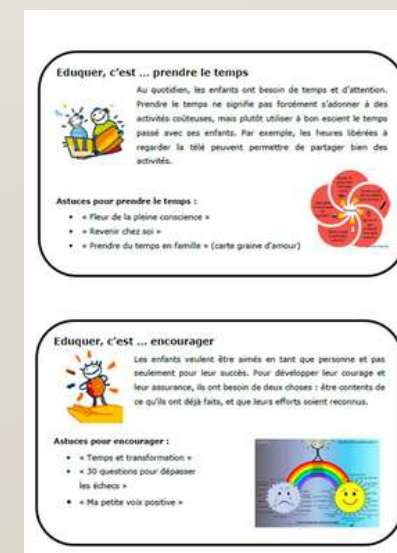 Eduquer, c'est ... prendre le temps
Au quotidien, les enfants ont besoin de temps et d'attention.
Prendre le temps ne signifie pas forcément s'adonner à des
activités coûteuses, mais plutôt utiliser à bon escient le temps
passé avec ses enfants. Par exemple, les heures libérées à
regarder la télé peuvent permettre de partager bien des
activités.
Astuces pour prendre le temps :
• « Fleur de la pleine conscience »
• « Revenir chez soi »
• « Prendre du temps en famille » (carte graine d'amour)
Eduquer, c'est ... encourager
Les enfants veulent être aimés en tant que personne et pas
seulement pour leur succès. Pour développer leur courage et
leur assurance, ils ont besoin de deux choses : être contents de
ce qu'ils ont déjà faits, et que leurs efforts soient reconnus.
Astuces pour encourager :
• « Temps et transformation »
• « 30 questions pour dépasser
les échecs »
• « Ma petite voix positive »